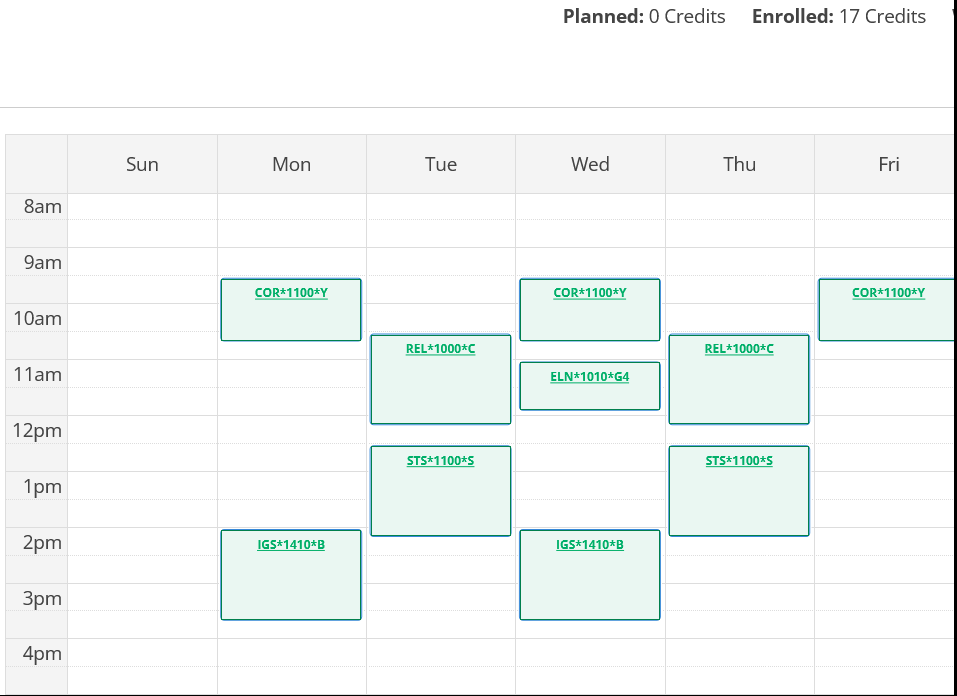 Planned: 0 Credits Enrolled: 17 Credits
Sun Mon Tue Wed Thu Fri
8am
9am
COR*1100*Y COR*1100*Y COR*1100*Y
10am
REL*1000*C REL*1000*C
11am ELN*1010*G4
12pm
STS*1100*S STS*1100*S
1pm
2pm IGS*1410*B IGS*1410*B
3pm
4pm